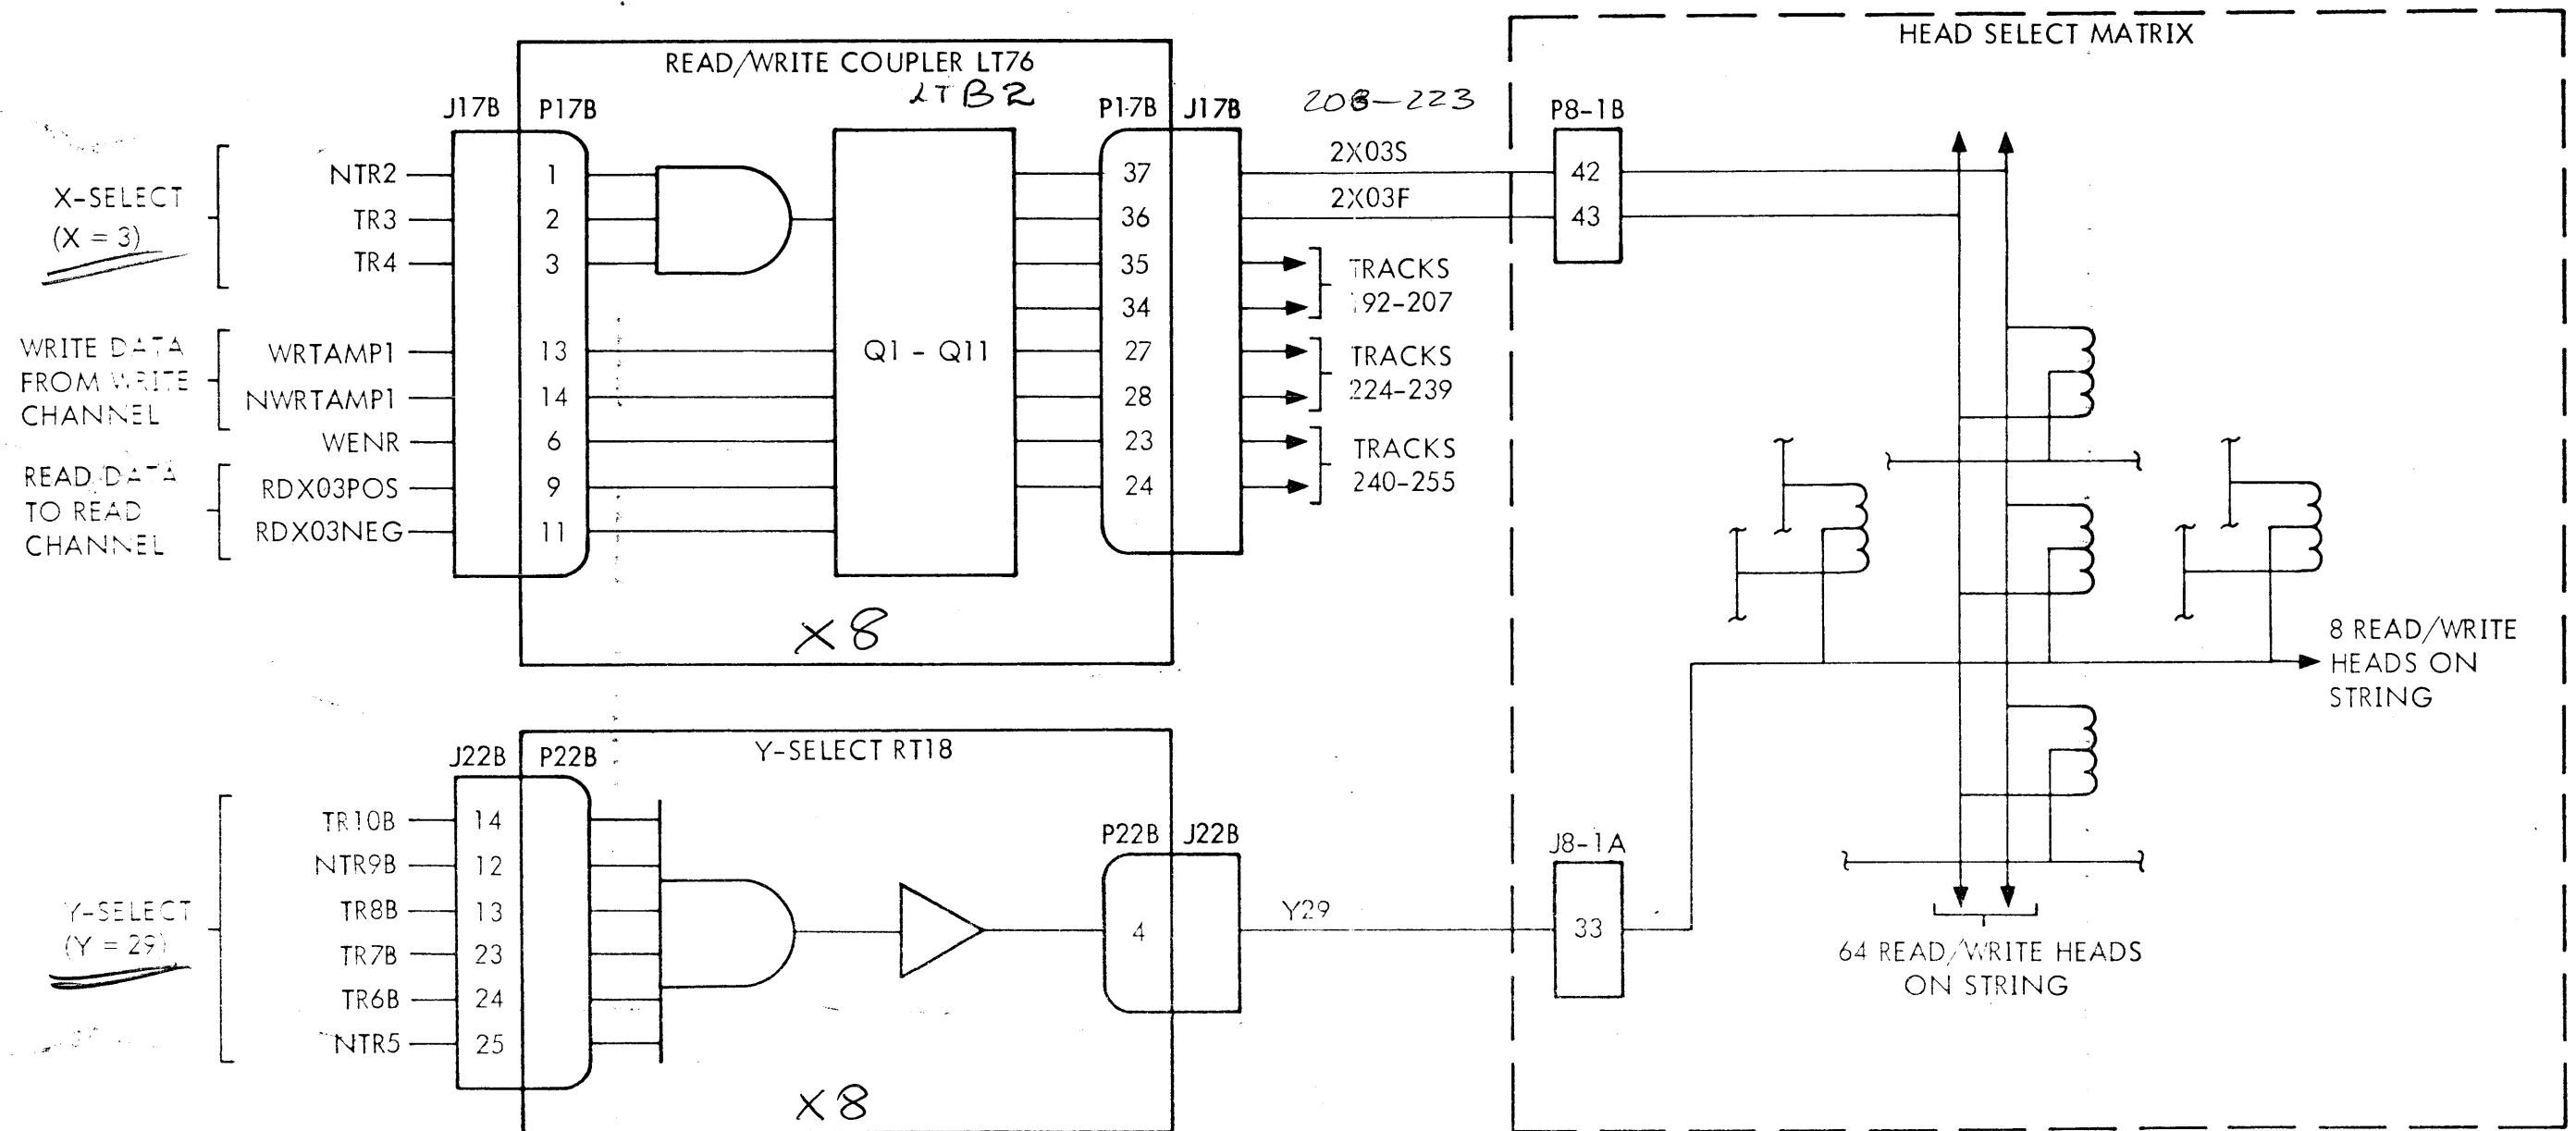 HEAD SELECT MATRIX
READ/WRITE COUPLER LT76
LTB2
J17B
P17B
P17B
J17B
208-223
P8-1B
X-SELECT
(X = 3)
NTR2
1
TR3
2
TR4
3
37
2X03S
42
36
2X03F
43
35
34
TRACKS
192-207
WRITE DATA
FROM WRITE
CHANNEL
WRTAMP1
13
NWRTAMP1
14
WENR
6
Q1 - Q11
27
28
TRACKS
224-239
READ DATA
TO READ
CHANNEL
RDX03POS
9
RDX03NEG
11
23
24
TRACKS
240-255
X8
8 READ/WRITE
HEADS ON
STRING
Y-SELECT RT18
J22B
P22B
Y-SELECT
(Y = 29)
TR10B
14
NTR9B
12
TR8B
13
TR7B
23
TR6B
24
NTR5
25
P22B
J22B
4
Y29
J8-1A
33
64 READ/WRITE HEADS
ON STRING
X8